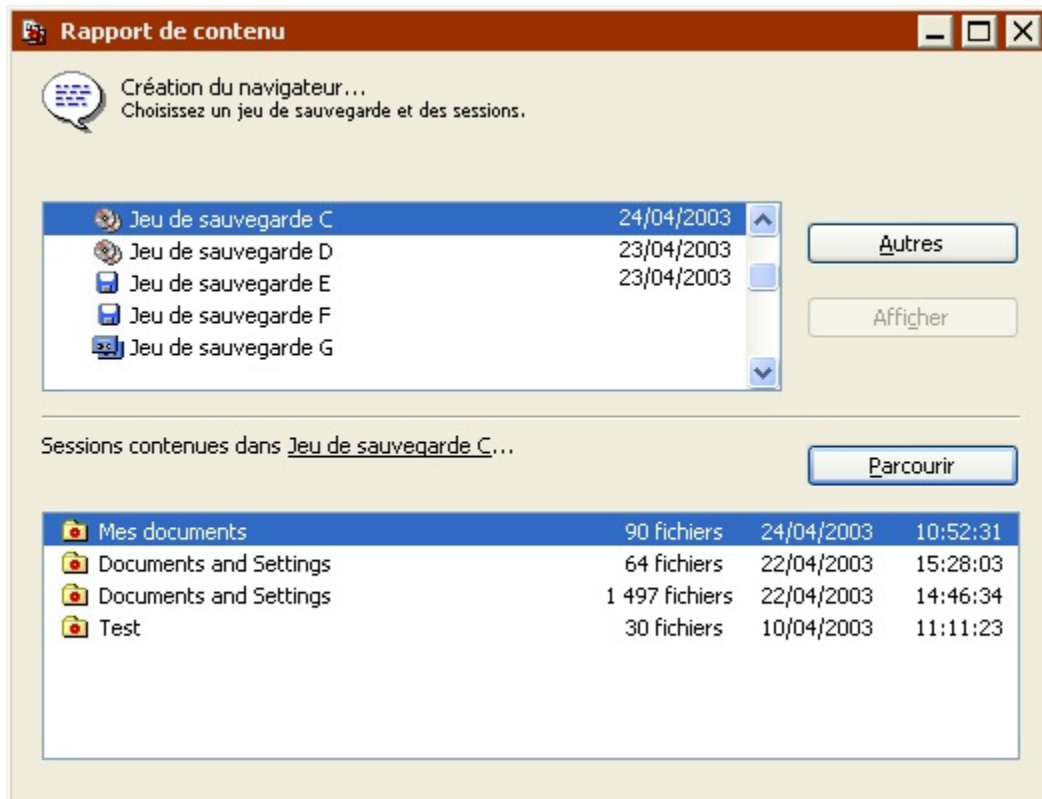 Rapport de contenu
Création du navigateur...
Choisissez un jeu de sauvegarde et des sessions.
Jeu de sauvegarde C 24/04/2003
Jeu de sauvegarde D 23/04/2003
Jeu de sauvegarde E 23/04/2003
Jeu de sauvegarde F
Jeu de sauvegarde G
Autres
Afficher
Sessions contenues dans Jeu de sauvegarde C...
Parcourir
Mes documents 90 fichiers 24/04/2003 10:52:31
Documents and Settings 64 fichiers 22/04/2003 15:28:03
Documents and Settings 1 497 fichiers 22/04/2003 14:46:34
Test 30 fichiers 10/04/2003 11:11:23